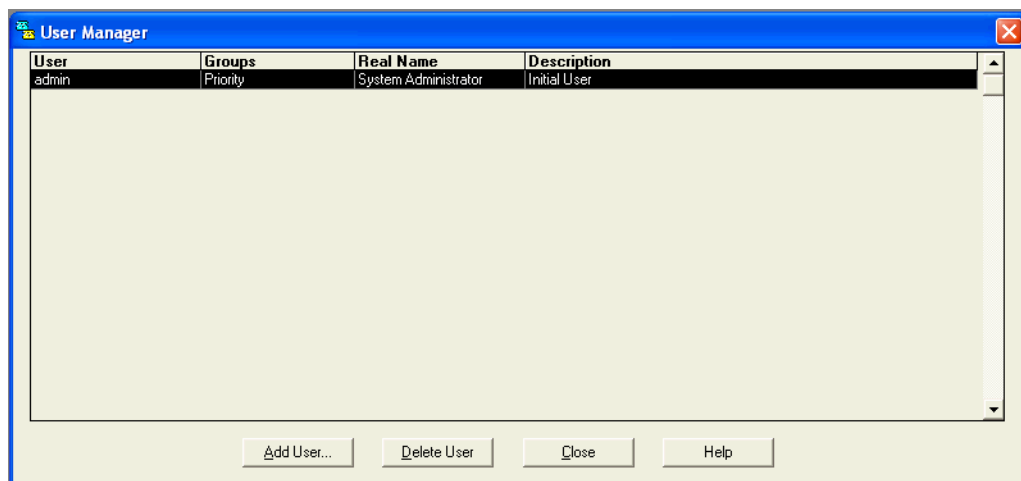 User Manager
User Groups Real Name Description
admin Priority System Administrator Initial User
Add User... Delete User Close Help